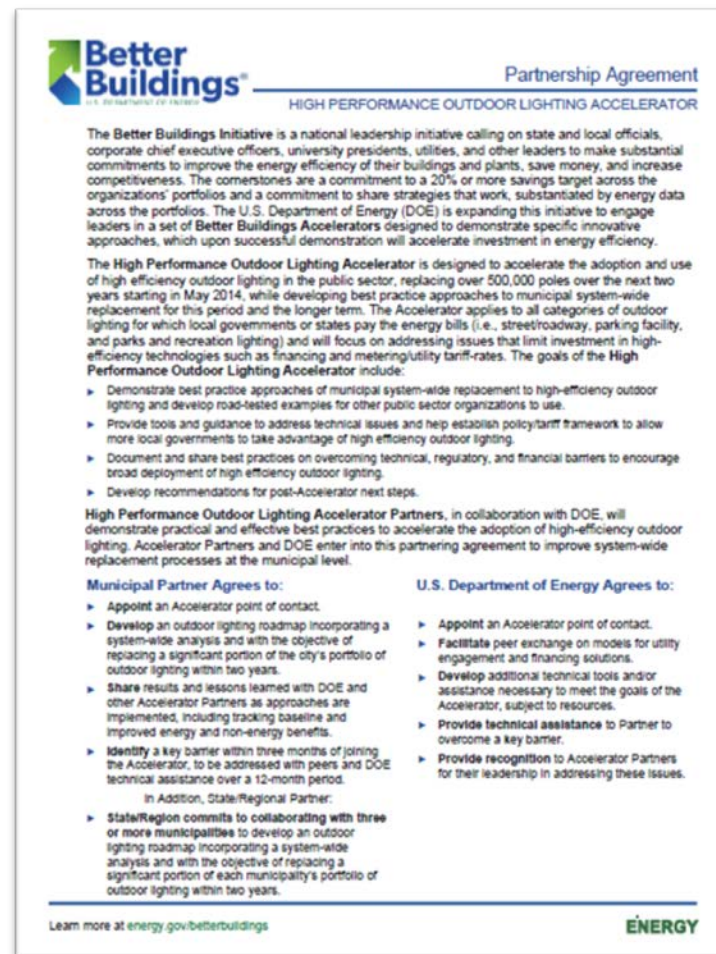 Better
Buildings®
U.S. DEPARTMENT OF ENERGY
Partnership Agreement
HIGH PERFORMANCE OUTDOOR LIGHTING ACCELERATOR
The Better Buildings Initiative is a national leadership initiative calling on state and local officials,
corporate chief executive officers, university presidents, utilities, and other leaders to make substantial
commitments to improve the energy efficiency of their buildings and plants, save money, and increase
competitiveness. The cornerstones are a commitment to a 20% or more savings target across the
organizations' portfolios and a commitment to share strategies that work, substantiated by energy data
across the portfolios. The U.S. Department of Energy (DOE) is expanding this initiative to engage
leaders in a set of Better Buildings Accelerators designed to demonstrate specific innovative
approaches, which upon successful demonstration will accelerate investment in energy efficiency.
The High Performance Outdoor Lighting Accelerator is designed to accelerate the adoption and use
of high efficiency outdoor lighting in the public sector, replacing over 500,000 poles over the next two
years starting in May 2014, while developing best practice approaches to municipal system-wide
replacement for this period and the longer term. The Accelerator applies to all categories of outdoor
lighting for which local governments or states pay the energy bills (i.e., street/roadway, parking facility,
and parks and recreation lighting) and will focus on addressing issues that limit investment in high-
efficiency technologies such as financing and metering/utility tariff-rates. The goals of the High
Performance Outdoor Lighting Accelerator include:
► Demonstrate best practice approaches of municipal system-wide replacement to high-efficiency outdoor
lighting and develop road-tested examples for other public sector organizations to use.
► Provide tools and guidance to address technical issues and help establish policy/tariff framework to allow
more local governments to take advantage of high efficiency outdoor lighting.
► Document and share best practices on overcoming technical, regulatory, and financial barriers to encourage
broad deployment of high efficiency outdoor lighting.
► Develop recommendations for post-Accelerator next steps.
High Performance Outdoor Lighting Accelerator Partners, in collaboration with DOE, will
demonstrate practical and effective best practices to accelerate the adoption of high-efficiency outdoor
lighting. Accelerator Partners and DOE enter into this partnering agreement to improve system-wide
replacement processes at the municipal level.
Municipal Partner Agrees to:
► Appoint an Accelerator point of contact.
► Develop an outdoor lighting roadmap incorporating a
system-wide analysis and with the objective of
replacing a significant portion of the city's portfolio of
outdoor lighting within two years.
► Share results and lessons learned with DOE and
other Accelerator Partners as approaches are
implemented, including tracking baseline and
improved energy and non-energy benefits.
► Identify a key barrier within three months of joining
the Accelerator, to be addressed with peers and DOE
technical assistance over a 12-month period.
In Addition, State/Regional Partner:
► State/Region commits to collaborating with three
or more municipalities to develop an outdoor
lighting roadmap incorporating a system-wide
analysis and with the objective of replacing a
significant portion of each municipality's portfolio of
outdoor lighting within two years.
U.S. Department of Energy Agrees to:
► Appoint an Accelerator point of contact.
► Facilitate peer exchange on models for utility
engagement and financing solutions.
► Develop additional technical tools and/or
assistance necessary to meet the goals of the
Accelerator, subject to resources.
► Provide technical assistance to Partner to
overcome a key barrier.
► Provide recognition to Accelerator Partners
for their leadership in addressing these issues.
Learn more at energy.gov/betterbuildings
ENERGY